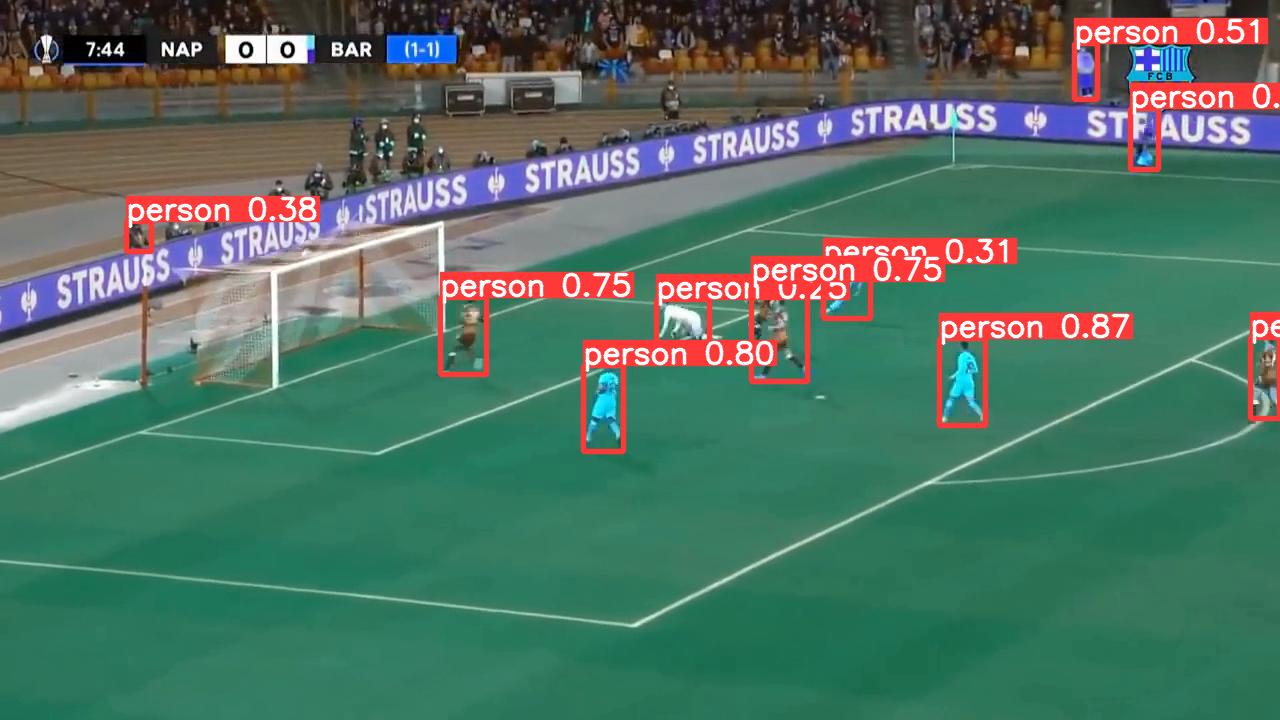 7:44 NAP 0 0 BAR (1-1)
person 0.51
FCB
person 0.
STRAUSS STRAUSS STRAUSS STRAUSS STRAUSS STRAUSS STRAUSS
person 0.38
person 0.31
person 0.75
person 0.75
person 0.25
person 0.87
pe
person 0.80